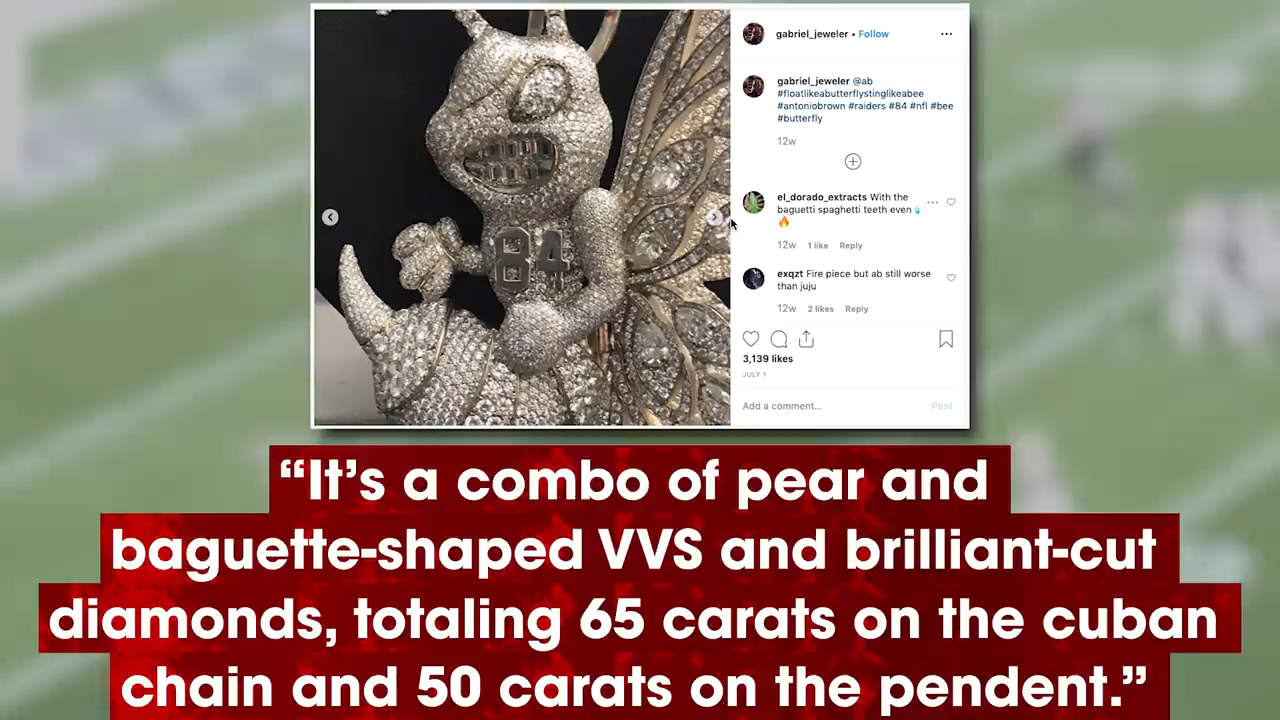 gabriel_jeweler • Follow
gabriel_jeweler @ab
#floatlikeabutterflystinglikeabee
#antoniobrown #raiders #84 #nfl #bee
#butterfly
12w
el_dorado_extracts With the
baguetti spaghetti teeth even 💧
🔥
12w 1 like Reply
exqzt Fire piece but ab still worse
than juju
12w 2 likes Reply
3,139 likes
JULY 1
Add a comment... Post
84
“It’s a combo of pear and
baguette-shaped VVS and brilliant-cut
diamonds, totaling 65 carats on the cuban
chain and 50 carats on the pendent.”